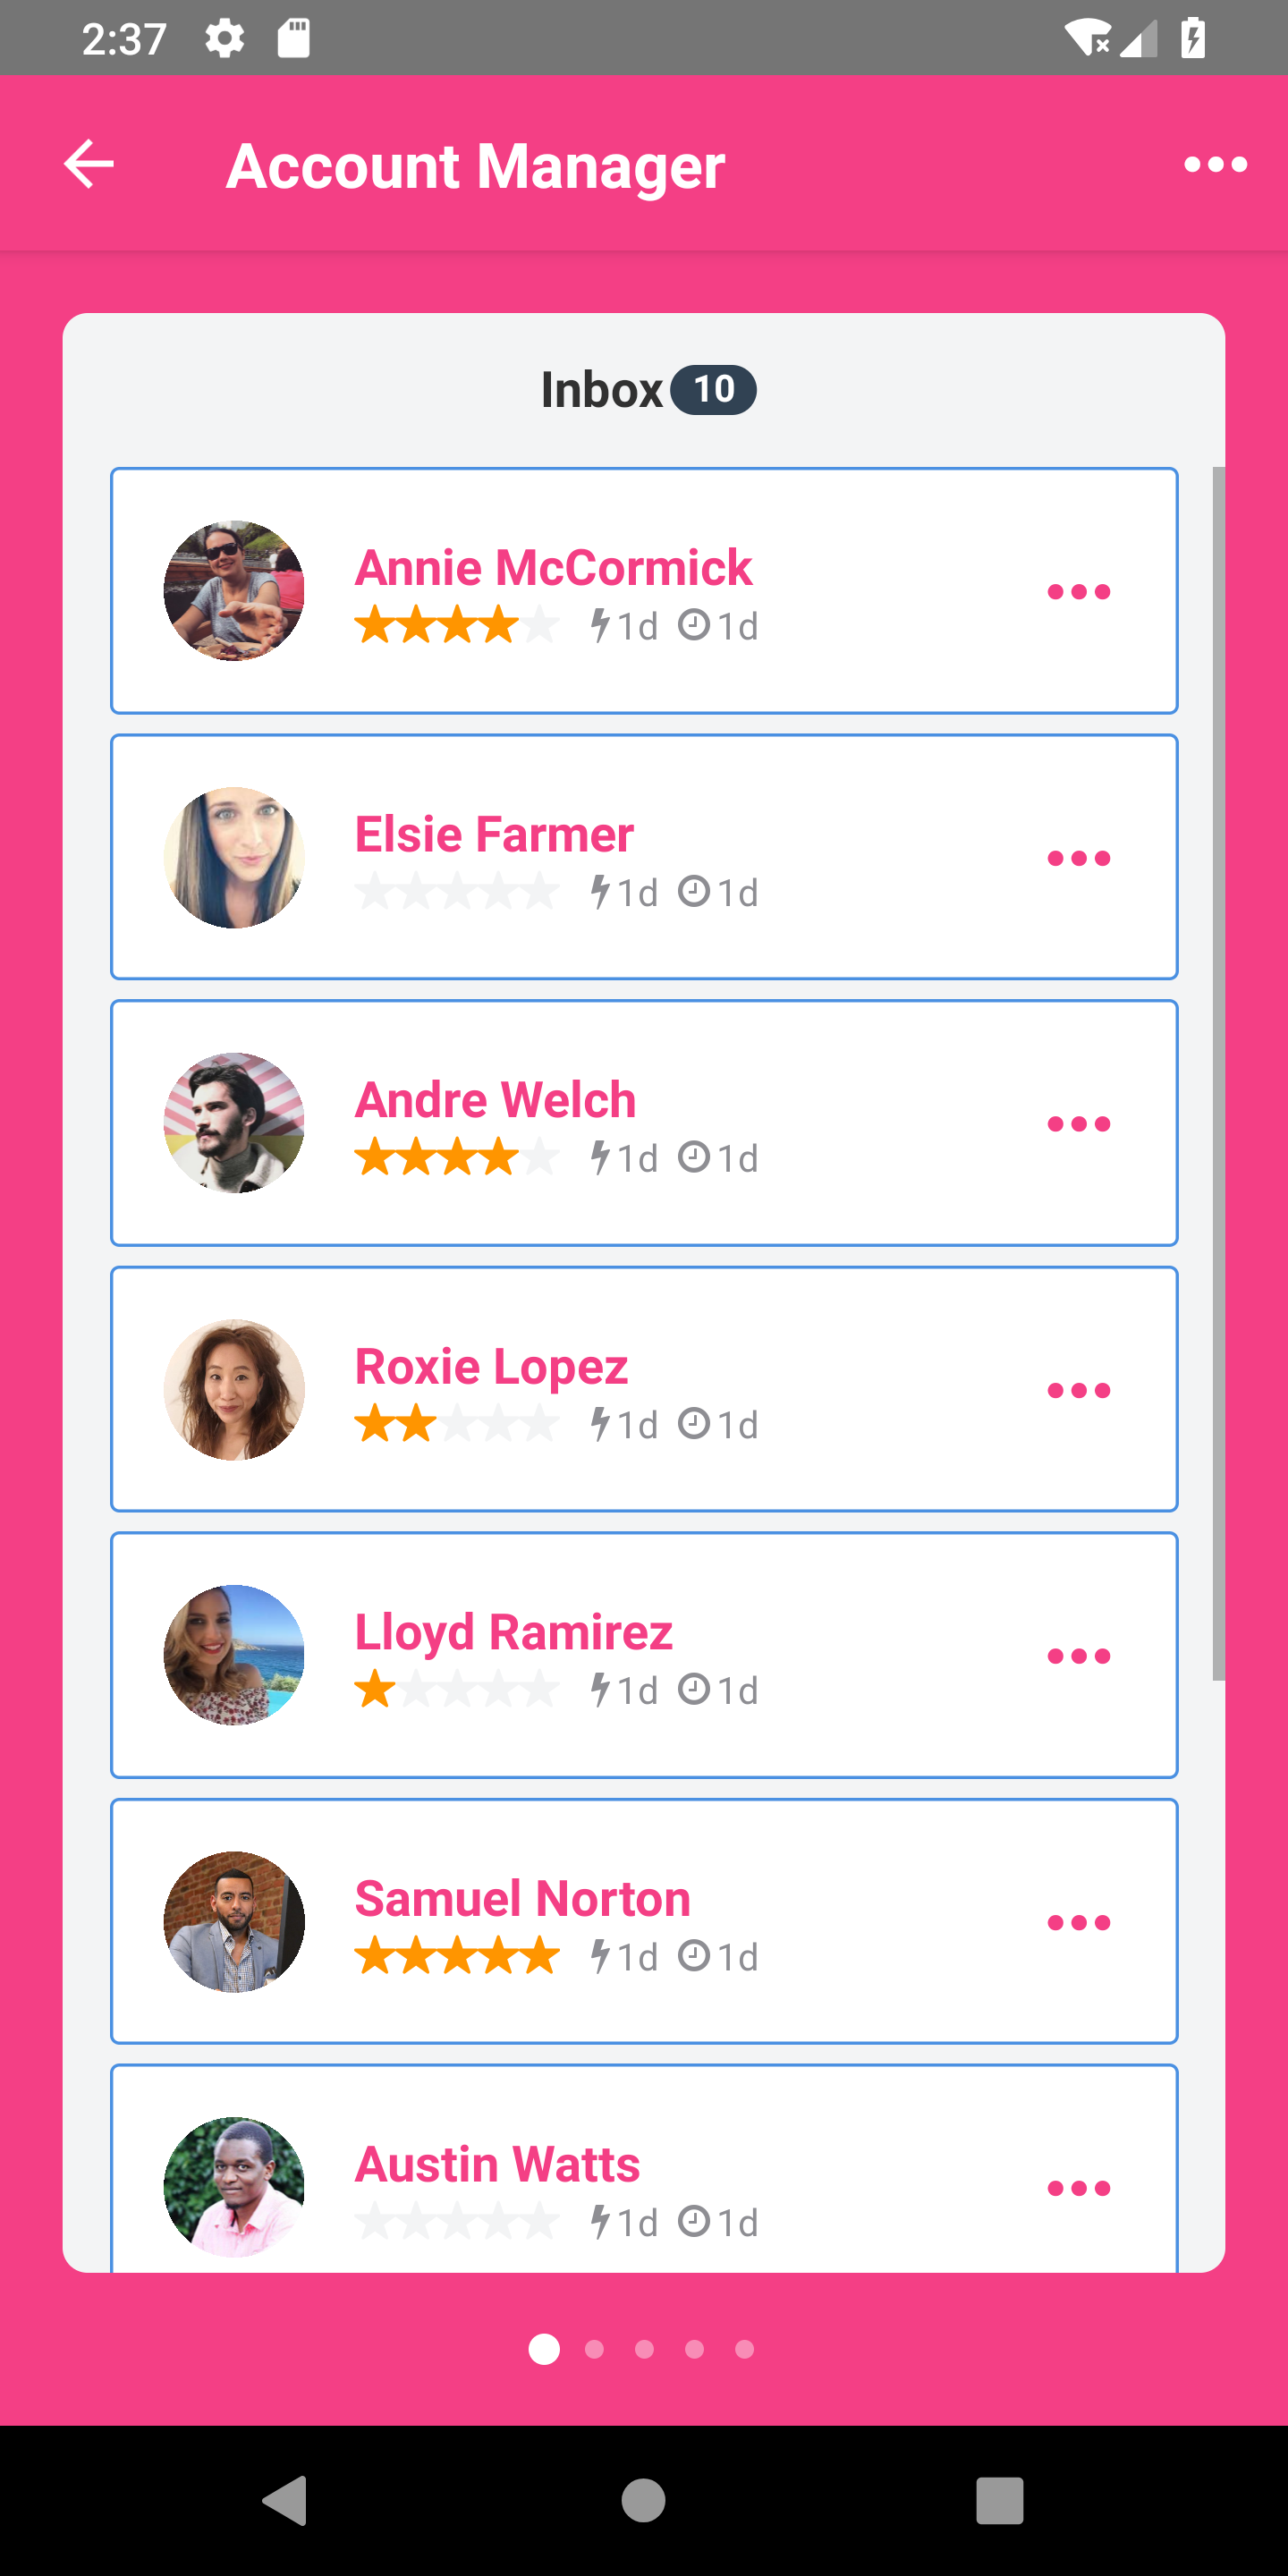 2:37
Account Manager
Inbox 10
Annie McCormick
1d 1d
Elsie Farmer
1d 1d
Andre Welch
1d 1d
Roxie Lopez
1d 1d
Lloyd Ramirez
1d 1d
Samuel Norton
1d 1d
Austin Watts
1d 1d